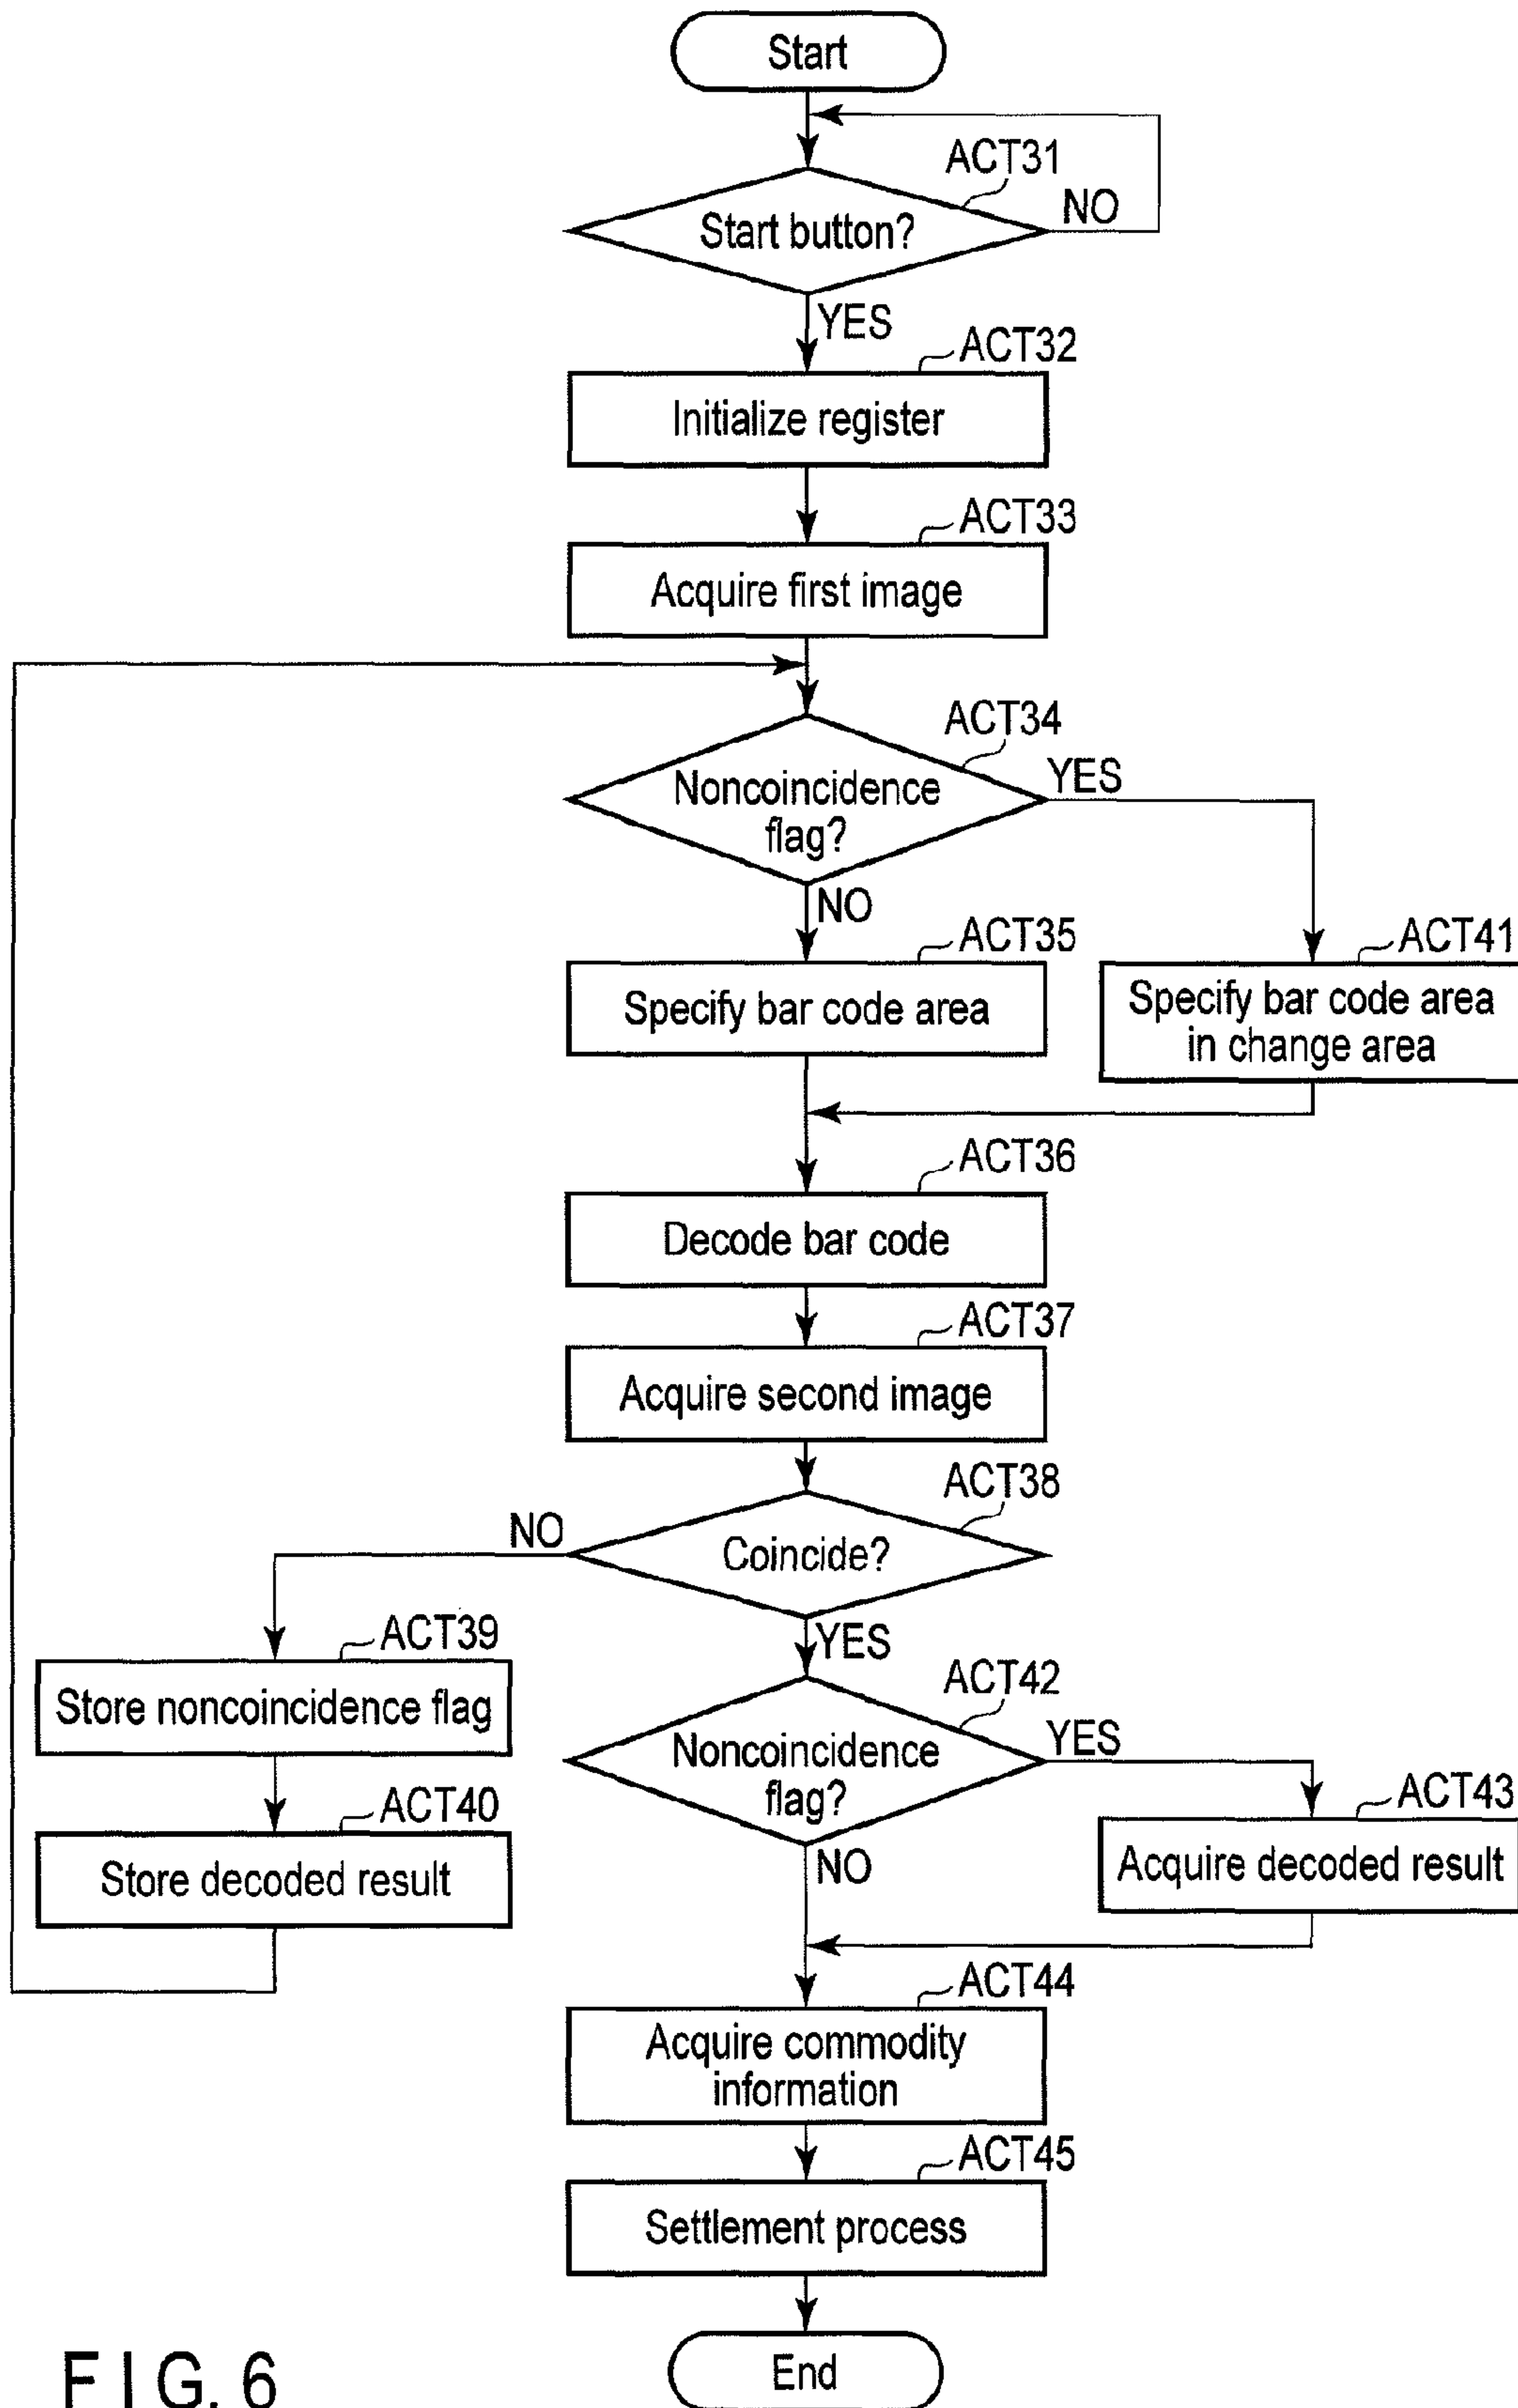 Start
ACT31
Start button?
NO
YES
ACT32
Initialize register
ACT33
Acquire first image
ACT34
Noncoincidence
flag?
YES
NO
ACT35
Specify bar code area
ACT41
Specify bar code area
in change area
ACT36
Decode bar code
ACT37
Acquire second image
ACT38
Coincide?
NO
YES
ACT39
Store noncoincidence flag
ACT42
Noncoincidence
flag?
YES
NO
ACT40
Store decoded result
ACT43
Acquire decoded result
ACT44
Acquire commodity
information
ACT45
Settlement process
End
FIG. 6